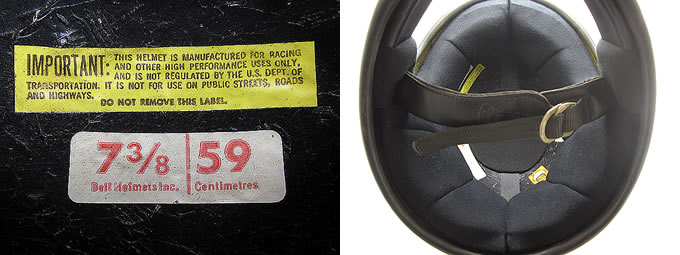 IMPORTANT: THIS HELMET IS MANUFACTURED FOR RACING
AND OTHER HIGH PERFORMANCE USES ONLY,
AND IS NOT REGULATED BY THE U.S. DEPT. OF
TRANSPORTATION. IT IS NOT FOR USE ON PUBLIC STREETS, ROADS
AND HIGHWAYS.
DO NOT REMOVE THIS LABEL.
7 3/8 59
Bell Helmets Inc. Centimetres